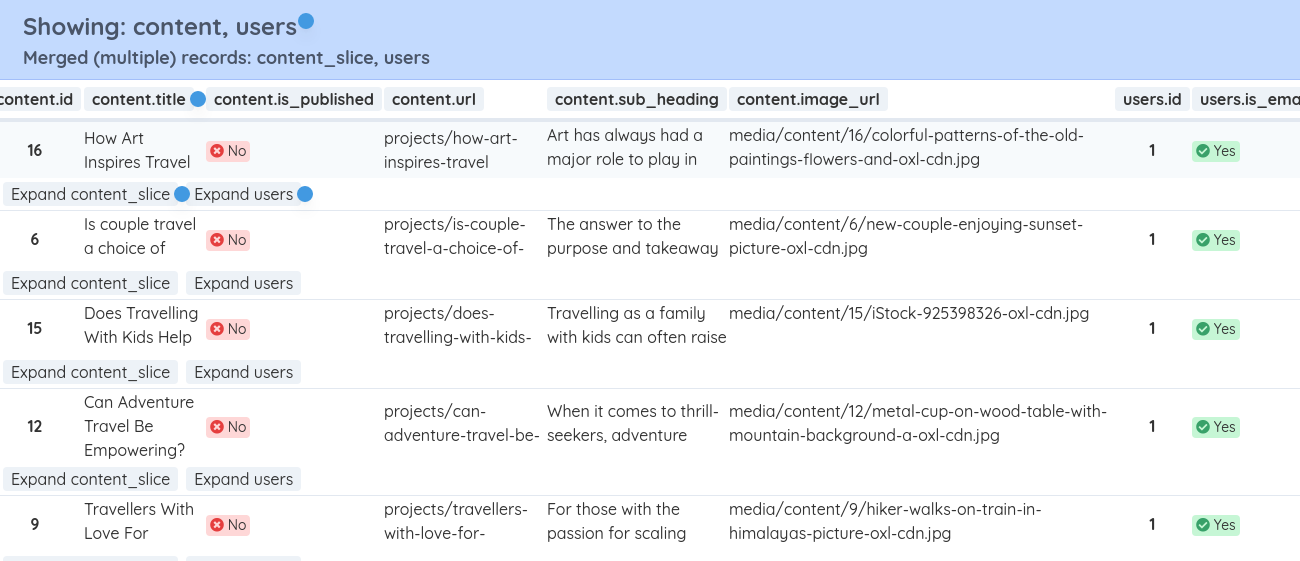 Showing: content, users
Merged (multiple) records: content_slice, users
content.id content.title content.is_published content.url content.sub_heading content.image_url users.id users.is_ema
16 How Art Inspires Travel No projects/how-art-inspires-travel Art has always had a major role to play in media/content/16/colorful-patterns-of-the-old-paintings-flowers-and-oxl-cdn.jpg 1 Yes
Expand content_slice Expand users
6 Is couple travel a choice of No projects/is-couple-travel-a-choice-of- The answer to the purpose and takeaway media/content/6/new-couple-enjoying-sunset-picture-oxl-cdn.jpg 1 Yes
Expand content_slice Expand users
15 Does Travelling With Kids Help No projects/does-travelling-with-kids- Travelling as a family with kids can often raise media/content/15/iStock-925398326-oxl-cdn.jpg 1 Yes
Expand content_slice Expand users
12 Can Adventure Travel Be Empowering? No projects/can-adventure-travel-be- When it comes to thrill-seekers, adventure media/content/12/metal-cup-on-wood-table-with-mountain-background-a-oxl-cdn.jpg 1 Yes
Expand content_slice Expand users
9 Travellers With Love For No projects/travellers-with-love-for- For those with the passion for scaling media/content/9/hiker-walks-on-train-in-himalayas-picture-oxl-cdn.jpg 1 Yes